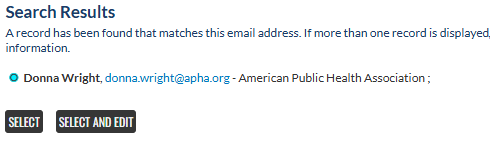 Search Results
A record has been found that matches this email address. If more than one record is displayed,
information.
Donna Wright, donna.wright@apha.org - American Public Health Association ;
SELECT SELECT AND EDIT